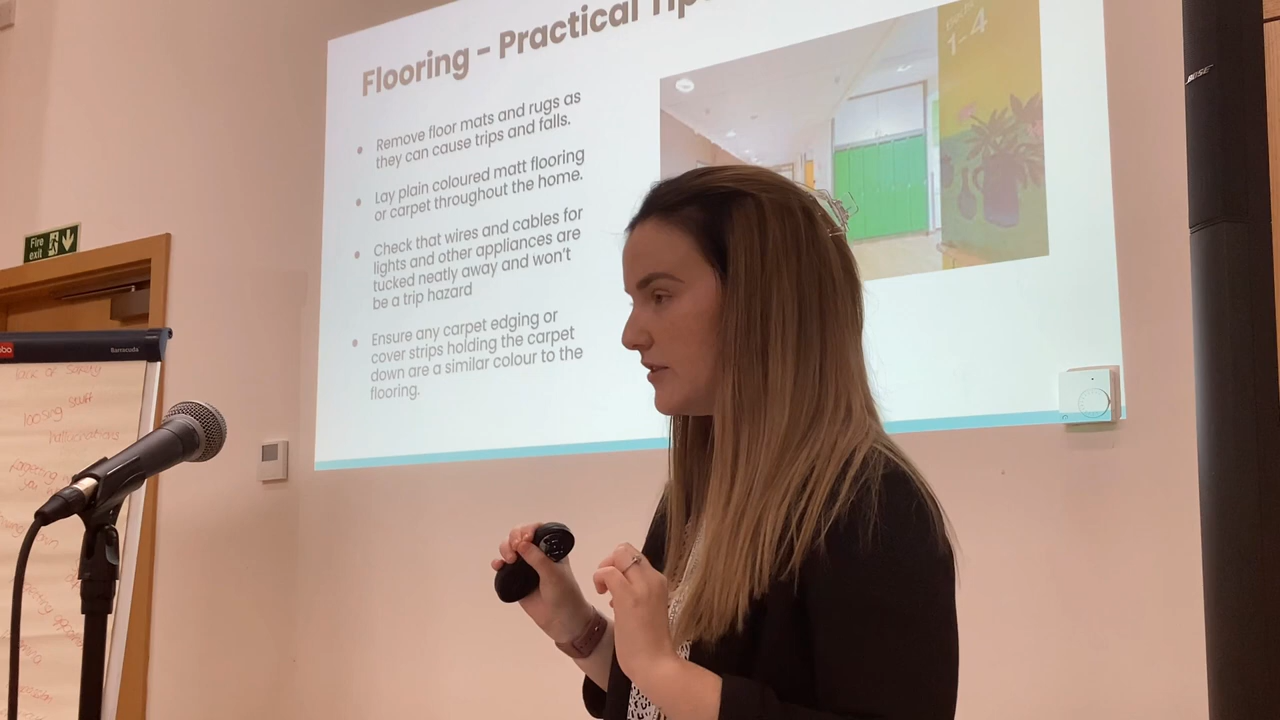 Flooring - Practical Tips
Remove floor mats and rugs as
they can cause trips and falls.
Lay plain coloured matt flooring
or carpet throughout the home.
Check that wires and cables for
lights and other appliances are
tucked neatly away and won't
be a trip hazard
Ensure any carpet edging or
cover strips holding the carpet
down are a similar colour to the
flooring.
1-4
BOSE
Fire
exit
Barracuda
lack of safety
loosing stuff
hallucinations
forgetting
you